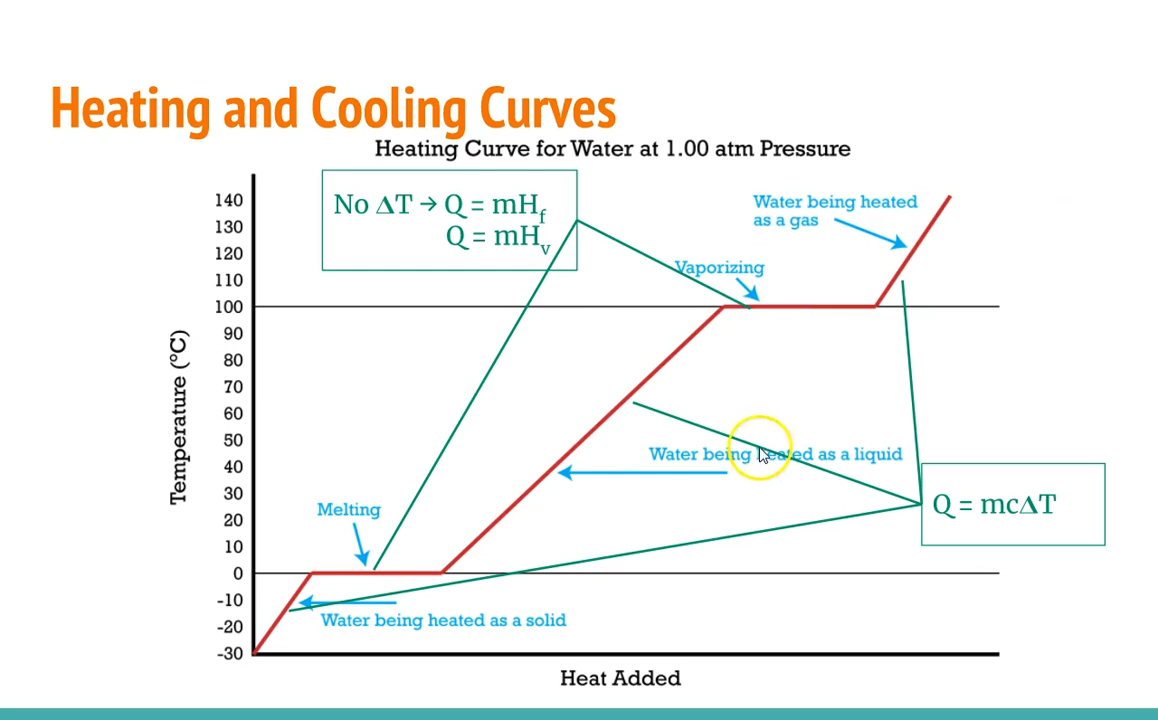 Heating and Cooling Curves
Heating Curve for Water at 1.00 atm Pressure
No ΔT → Q = mH_f
Q = mH_v
Water being heated
as a gas
Vaporizing
140
130
120
110
100
90
80
70
60
50
40
30
20
10
0
-10
-20
-30
Temperature (°C)
Water being heated as a liquid
Q = mcΔT
Melting
Water being heated as a solid
Heat Added